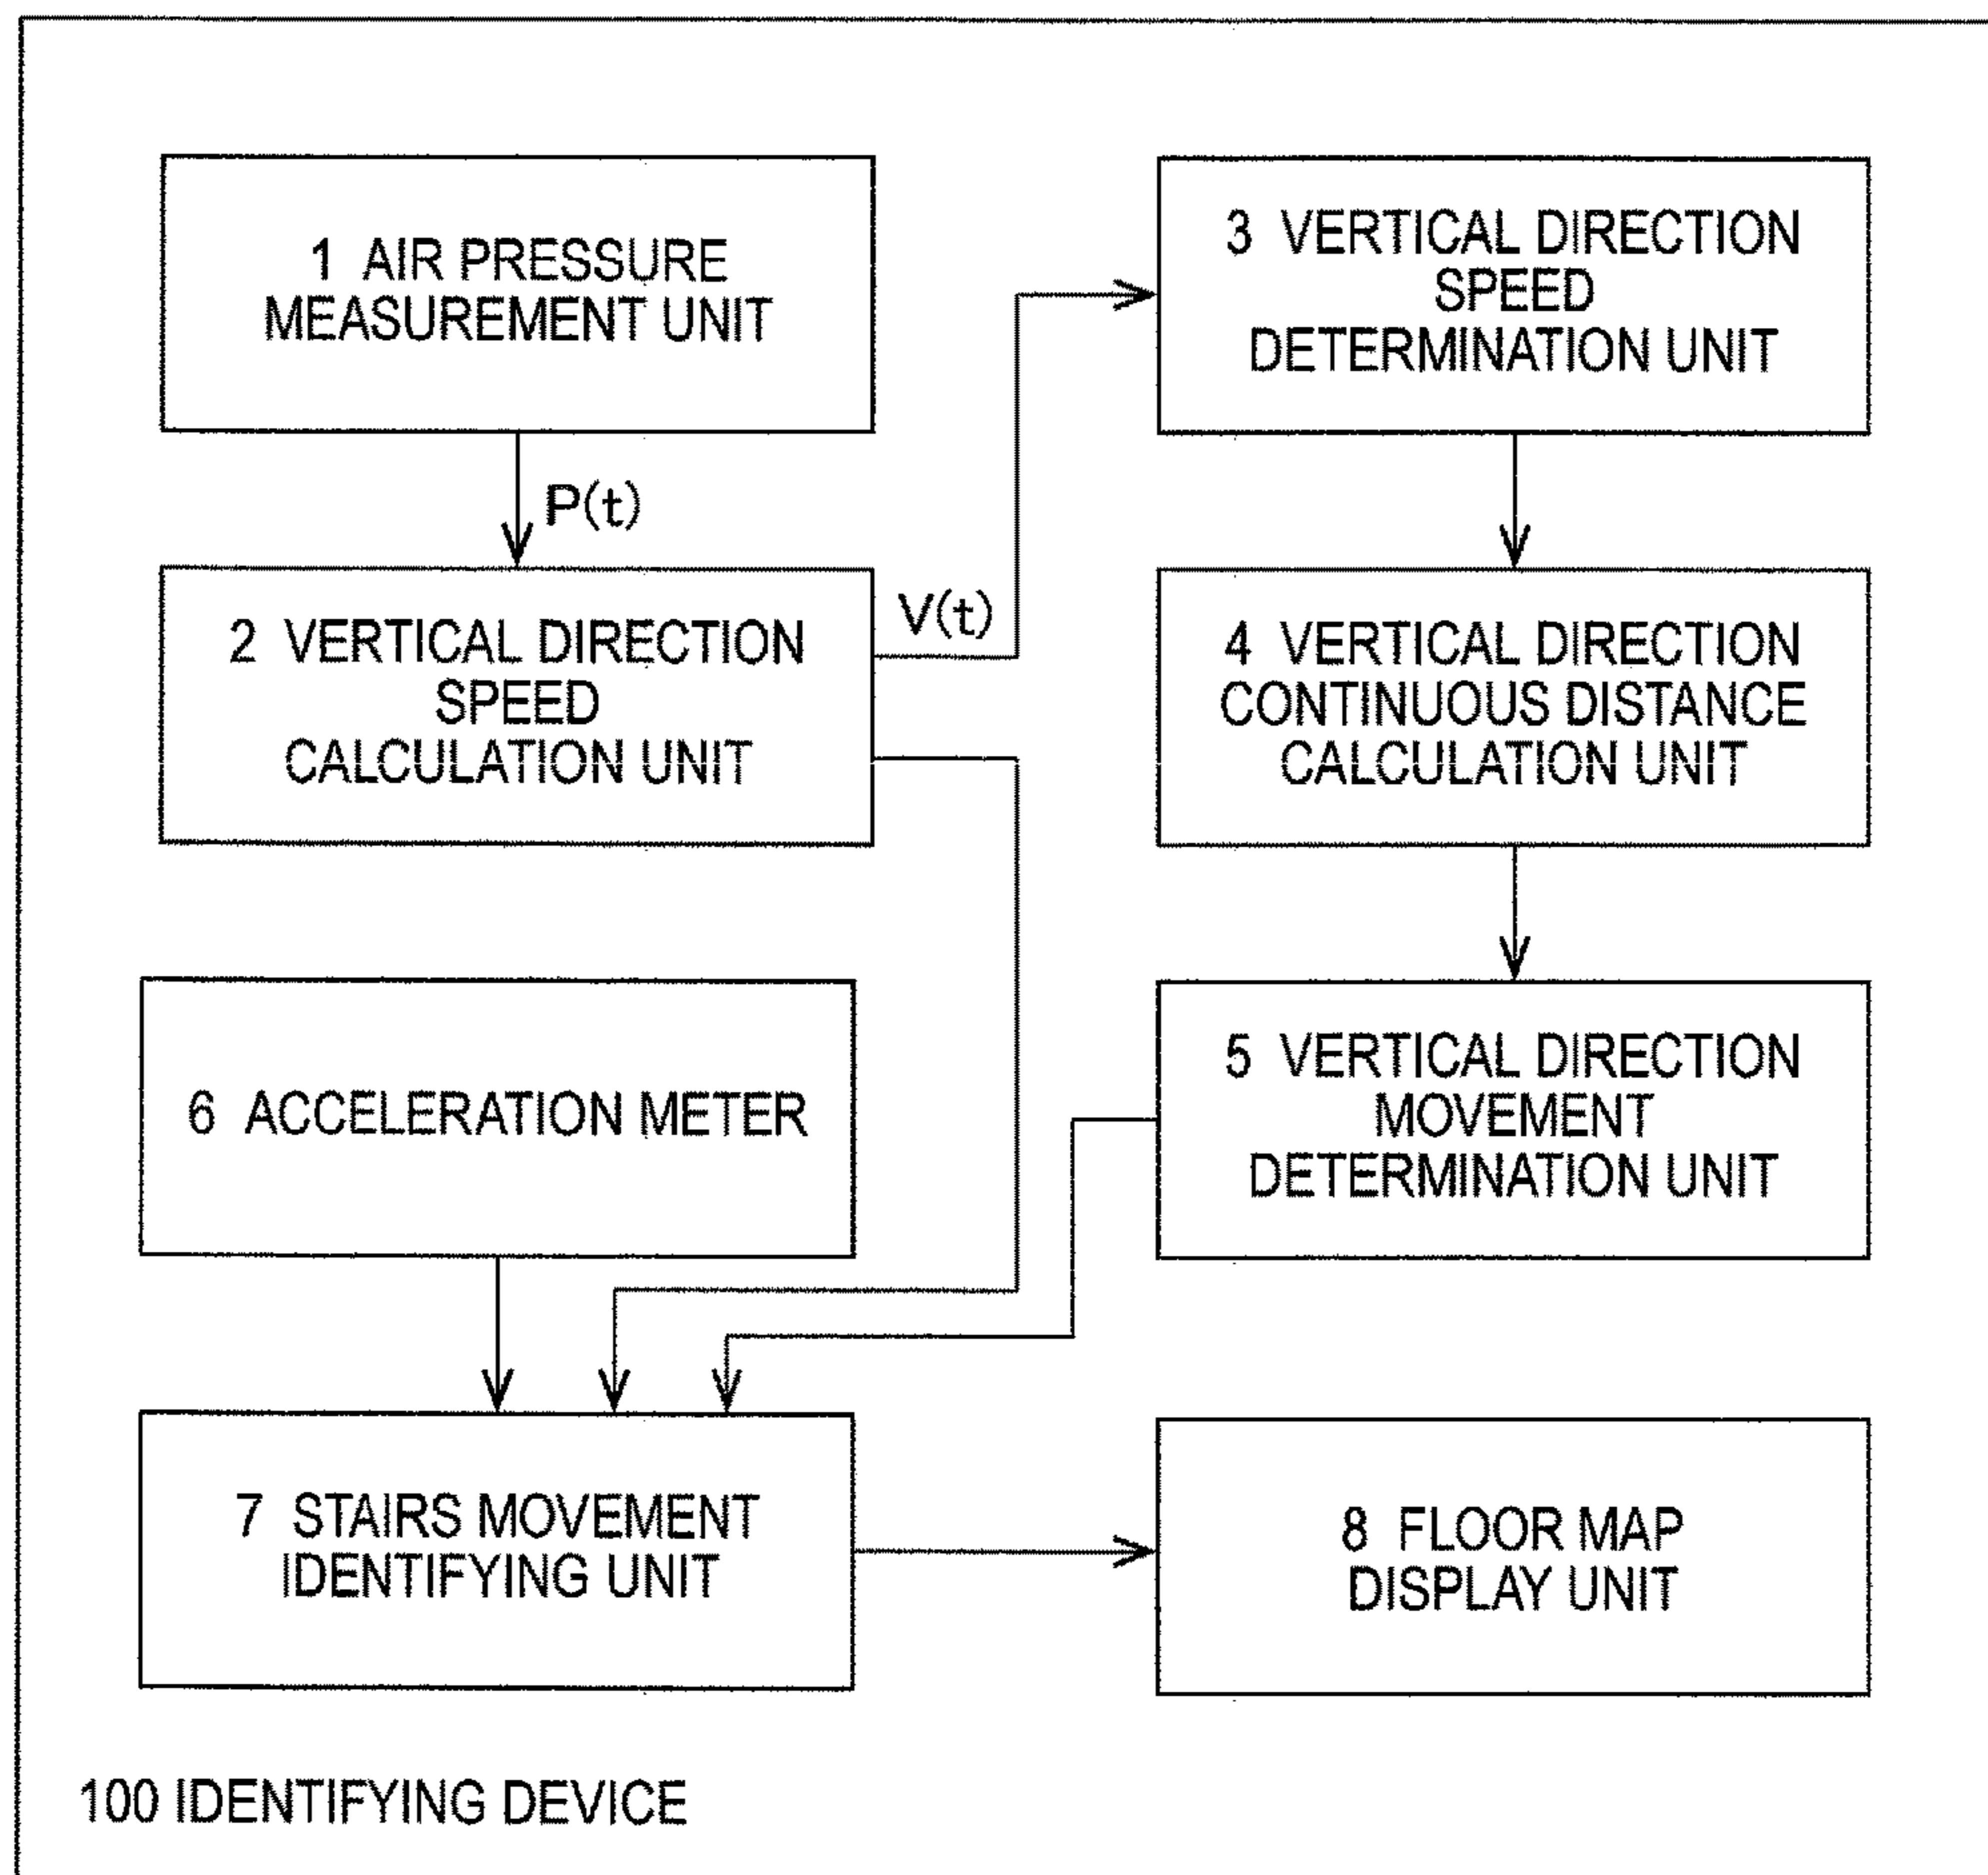 1 AIR PRESSURE
MEASUREMENT UNIT
P(t)
2 VERTICAL DIRECTION
SPEED
CALCULATION UNIT
V(t)
3 VERTICAL DIRECTION
SPEED
DETERMINATION UNIT
4 VERTICAL DIRECTION
CONTINUOUS DISTANCE
CALCULATION UNIT
5 VERTICAL DIRECTION
MOVEMENT
DETERMINATION UNIT
6 ACCELERATION METER
7 STAIRS MOVEMENT
IDENTIFYING UNIT
8 FLOOR MAP
DISPLAY UNIT
100 IDENTIFYING DEVICE